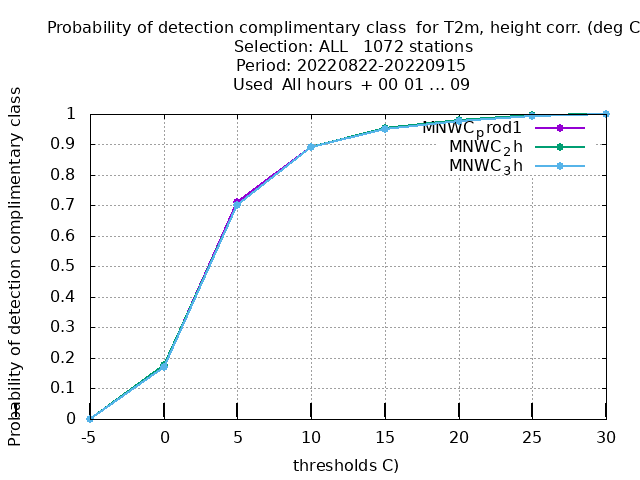 Probability of detection complimentary class  for T2m, height corr. (deg C
Selection: ALL   1072 stations
Period: 20220822-20220915
Used  All hours  + 00 01 ... 09
Probability of detection complimentary class
1
0.9
0.8
0.7
0.6
0.5
0.4
0.3
0.2
0.1
0
-5
0
5
10
15
20
25
30
MNWCprod1
MNWC2h
MNWC3h
thresholds C)